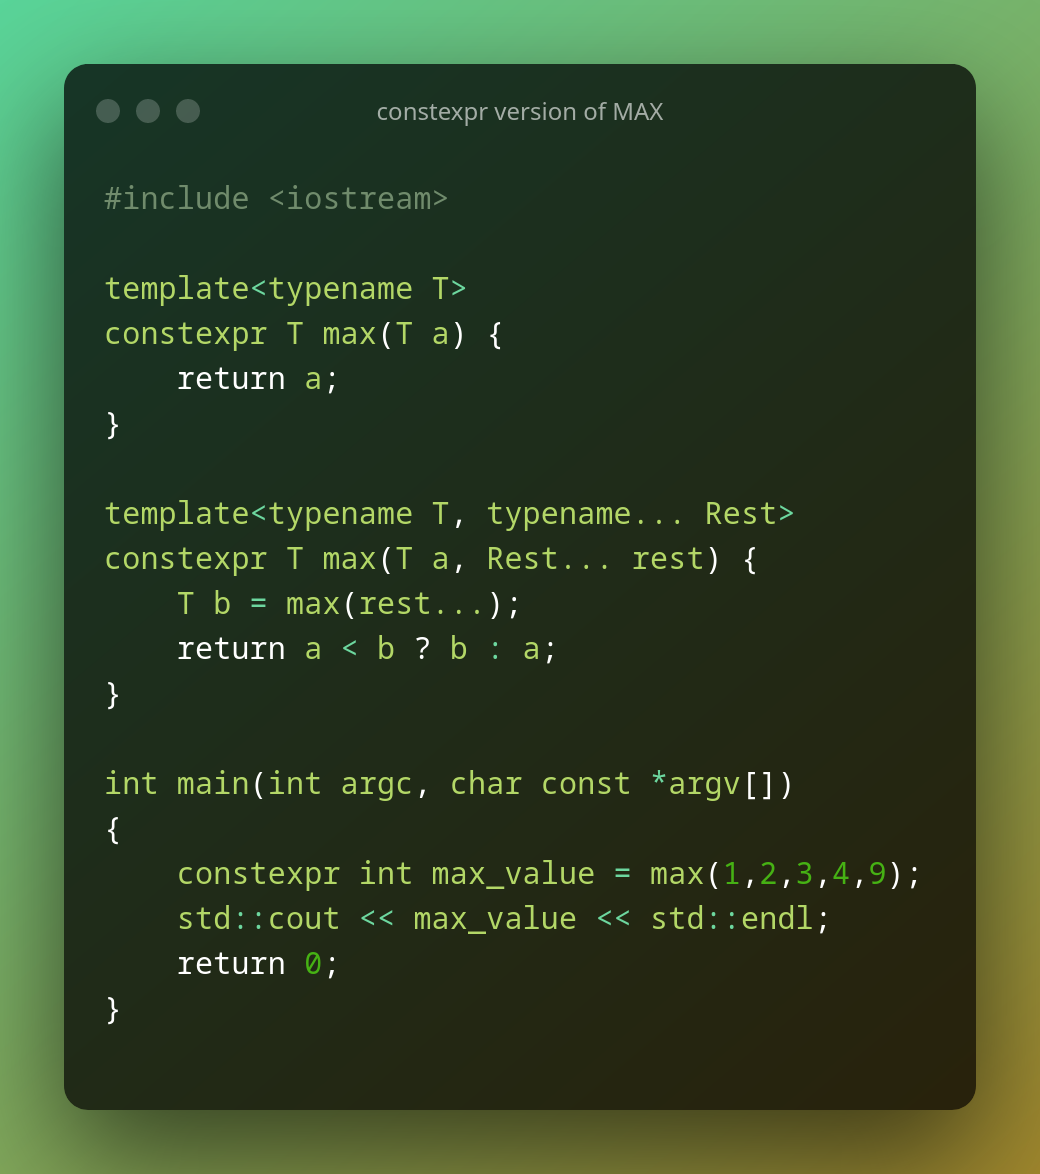 constexpr version of MAX
#include <iostream>
template<typename T>
constexpr T max(T a) {
    return a;
}
template<typename T, typename... Rest>
constexpr T max(T a, Rest... rest) {
    T b = max(rest...);
    return a < b ? b : a;
}
int main(int argc, char const *argv[])
{
    constexpr int max_value = max(1,2,3,4,9);
    std::cout << max_value << std::endl;
    return 0;
}